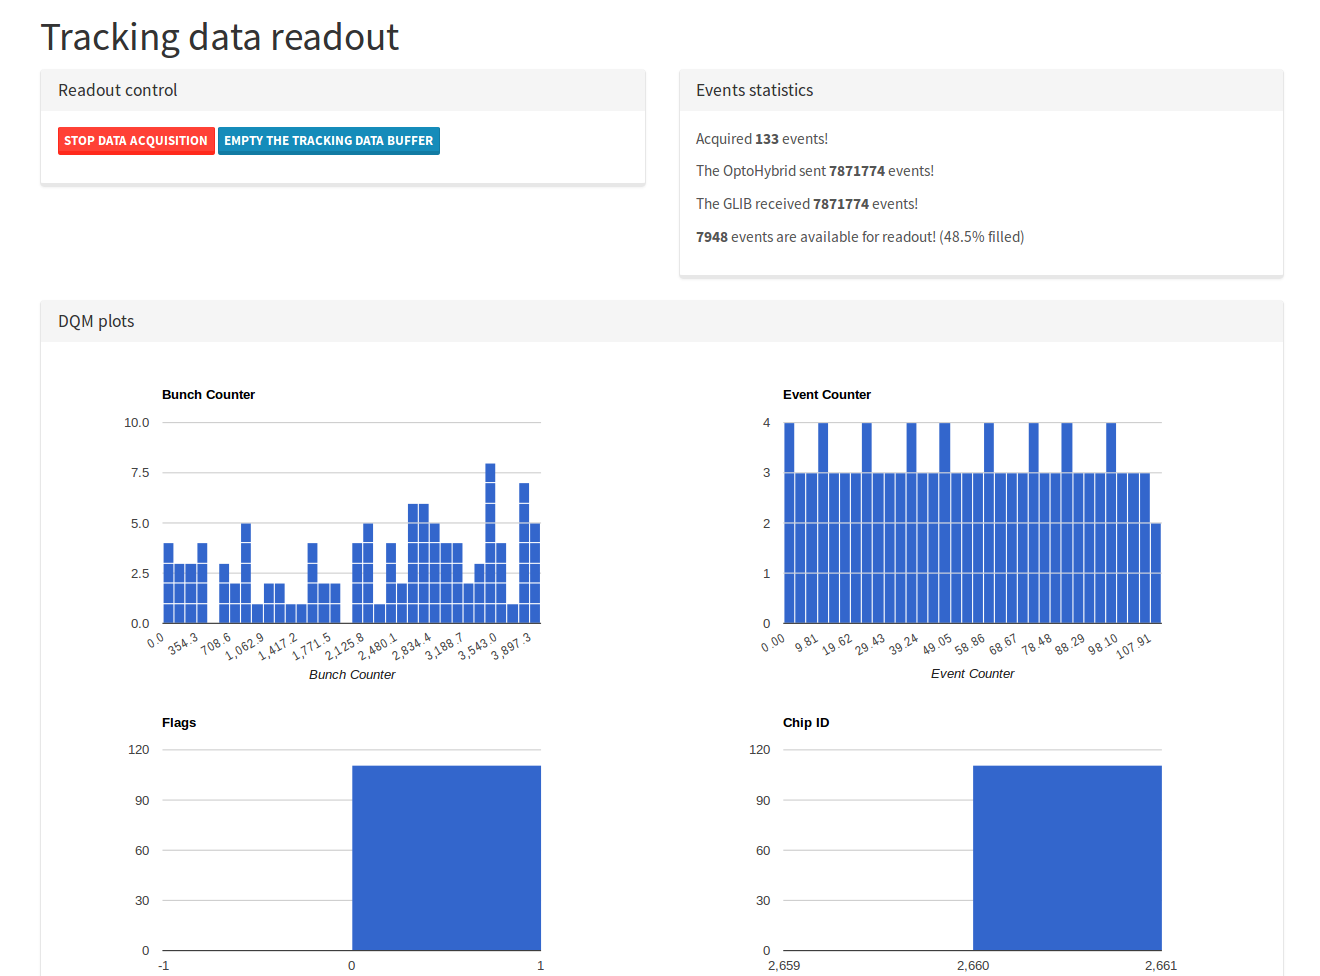 Tracking data readout
Readout control
STOP DATA ACQUISITION
EMPTY THE TRACKING DATA BUFFER
Events statistics
Acquired 133 events!
The OptoHybrid sent 7871774 events!
The GLIB received 7871774 events!
7948 events are available for readout! (48.5% filled)
DQM plots
Bunch Counter
10.0
7.5
5.0
2.5
0.0
0.0 354.3 708.6 1,062.9 1,417.2 1,771.5 2,125.8 2,480.1 2,834.4 3,188.7 3,543.0 3,897.3
Bunch Counter
Event Counter
4
3
2
1
0
0.00 9.81 19.62 29.43 39.24 49.05 58.86 68.67 78.48 88.29 98.10 107.91
Event Counter
Flags
120
90
60
30
0
-1 0 1
Chip ID
120
90
60
30
0
2,659 2,660 2,661